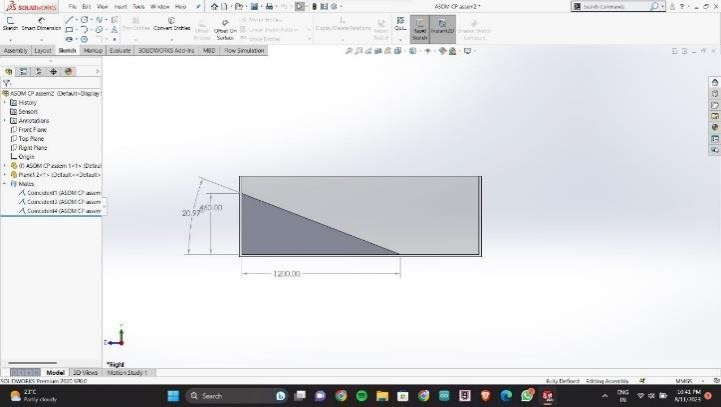 SOLIDWORKS File Edit View Insert Tools Window Help ASOM CP assem2 * Search Commands
Sketch Smart Dimension Trim Entities Convert Entities Offset Entities Offset On Surface Mirror Entities Linear Sketch Pattern Move Entities Display/Delete Relations Repair Sketch Quick Rapid Sketch Instant2D Shaded Sketch Contours
Assembly Layout Sketch Markup Evaluate SOLIDWORKS Add-Ins MBD Flow Simulation
ASOM CP assem2 (Default<Display
History
Sensors
Annotations
Front Plane
Top Plane
Right Plane
Origin
(f) ASOM CP assem 1<1> (Defaul
Plank1.2<1> (Default<<Default>
Mates
Coincident1 (ASOM CP assem
Coincident3 (ASOM CP assem
Coincident4 (ASOM CP assem
460.00
20.97°
1200.00
*Right
Model 3D Views Motion Study 1
SOLIDWORKS Premium 2020 SP0.0 Fully Defined Editing Assembly MMGS
23°C
Partly cloudy
Search
ENG
IN
10:41 PM
8/11/2023